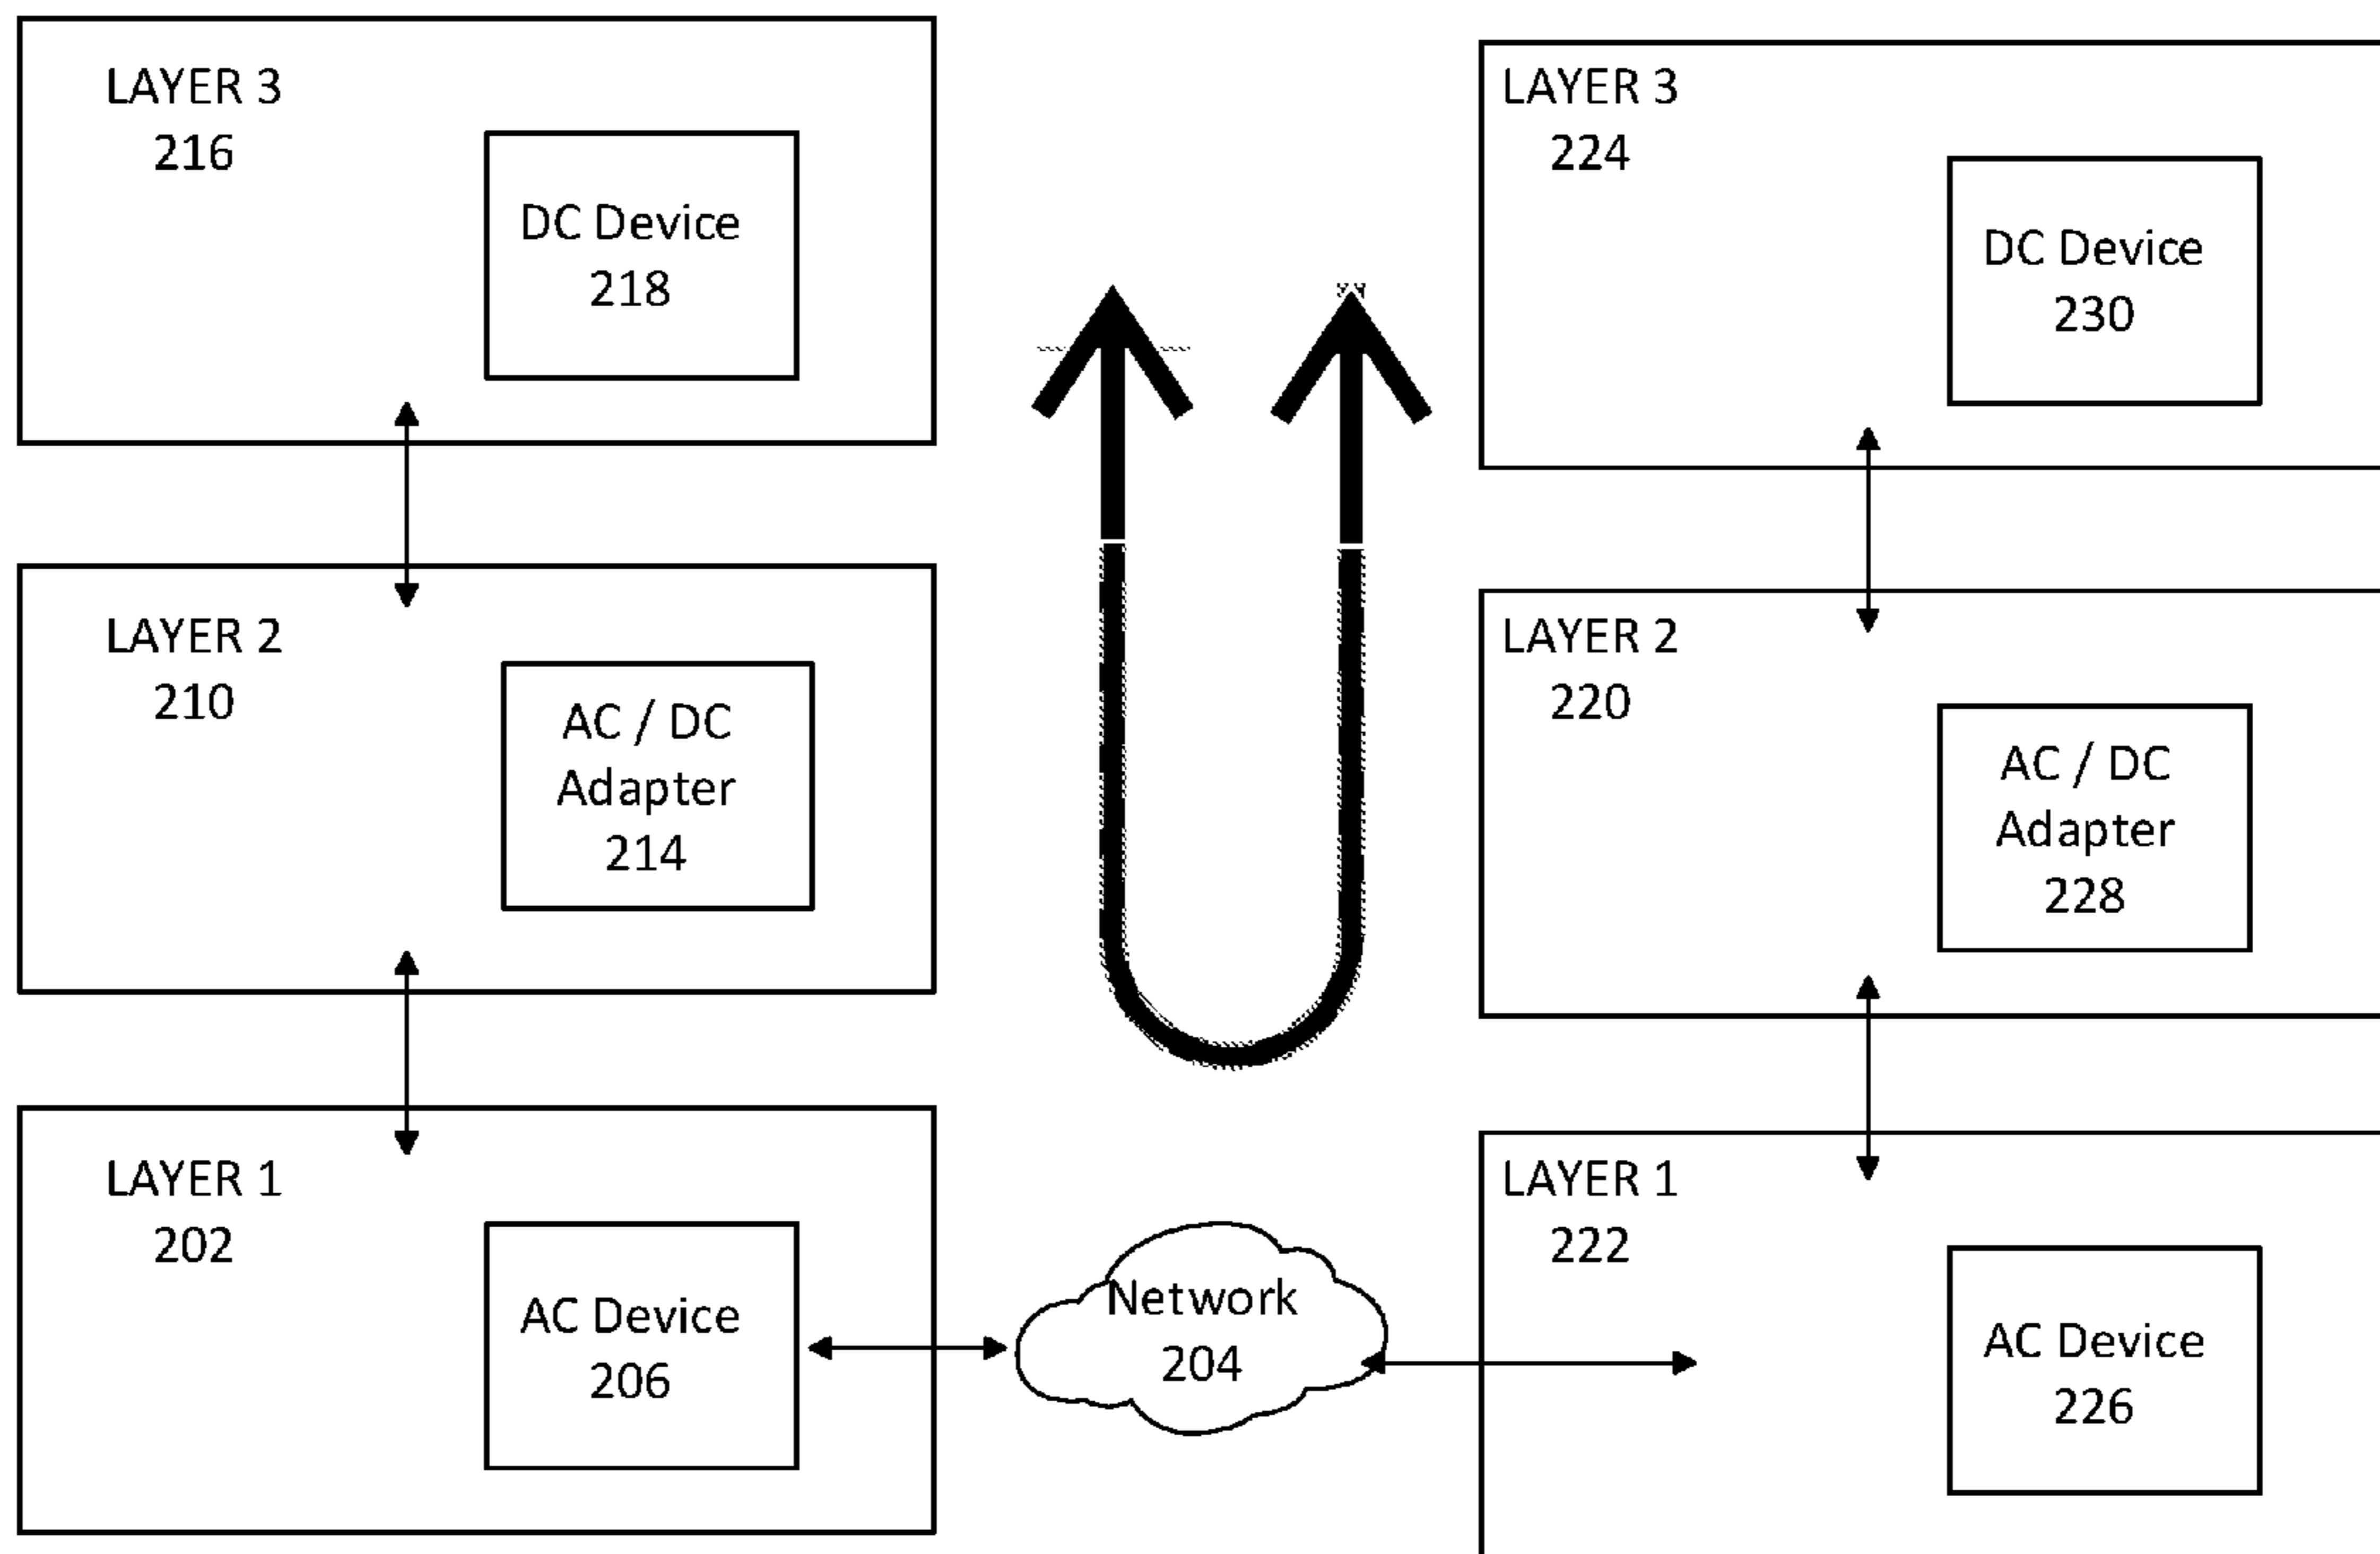 LAYER 3
216
DC Device
218
LAYER 3
224
DC Device
230
LAYER 2
210
AC / DC
Adapter
214
LAYER 2
220
AC / DC
Adapter
228
LAYER 1
202
AC Device
206
Network
204
LAYER 1
222
AC Device
226